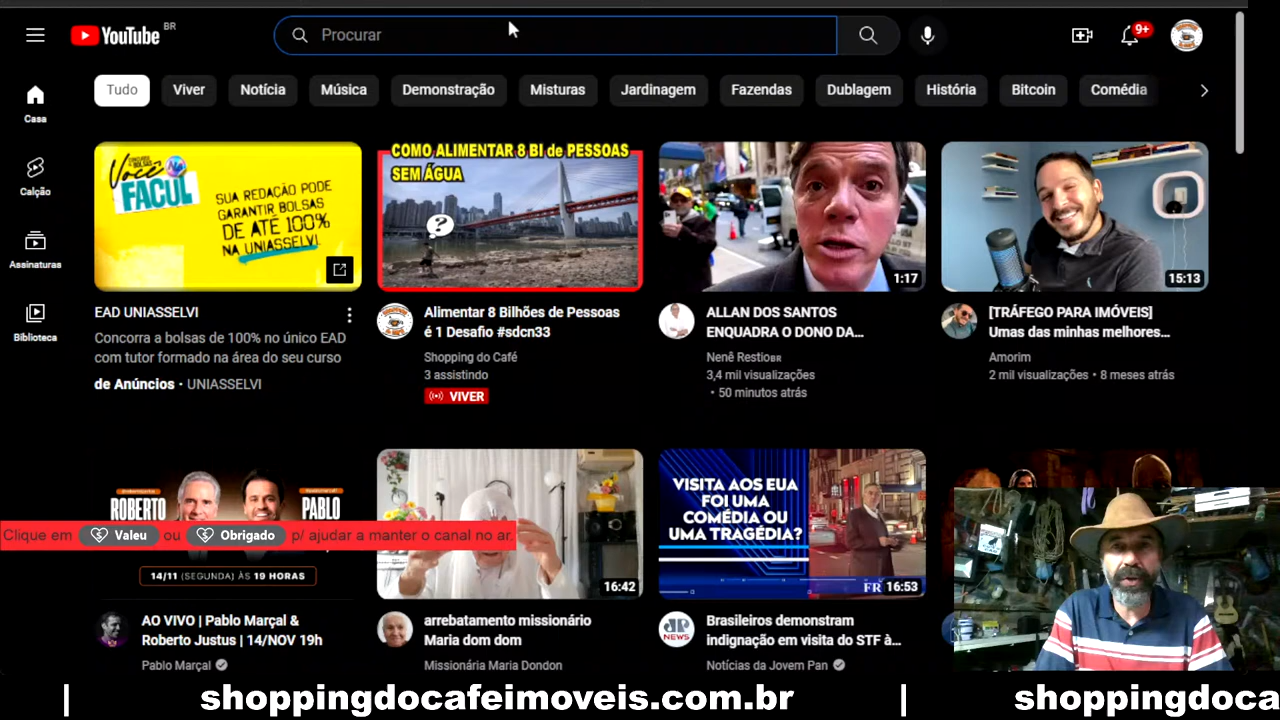 YouTube BR
Procurar
9+
Tudo
Viver
Notícia
Música
Demonstração
Misturas
Jardinagem
Fazendas
Dublagem
História
Bitcoin
Comédia
Casa
Calção
Assinaturas
Biblioteca
Você
NA
FACUL
SUA REDAÇÃO PODE
GARANTIR BOLSAS
DE ATÉ 100%
NA UNIASSELVI.
EAD UNIASSELVI
Concorra a bolsas de 100% no único EAD
com tutor formado na área do seu curso
de Anúncios • UNIASSELVI
COMO ALIMENTAR 8 BI de PESSOAS
SEM ÁGUA
?
Alimentar 8 Bilhões de Pessoas
é 1 Desafio #sdcn33
Shopping do Café
3 assistindo
VIVER
1:17
ALLAN DOS SANTOS
ENQUADRA O DONO DA...
Nenê Restio BR
3,4 mil visualizações
• 50 minutos atrás
15:13
[TRÁFEGO PARA IMÓVEIS]
Umas das minhas melhores...
Amorim
2 mil visualizações • 8 meses atrás
ROBERTO
PABLO
Clique em Valeu ou Obrigado p/ ajudar a manter o canal no ar.
14/11 (SEGUNDA) ÀS 19 HORAS
AO VIVO | Pablo Marçal &
Roberto Justus | 14/NOV 19h
Pablo Marçal
16:42
arrebatamento missionário
Maria dom dom
Missionária Maria Dondon
VISITA AOS EUA
FOI UMA
COMÉDIA OU
UMA TRAGÉDIA?
FR
16:53
JP
NEWS
Brasileiros demonstram
indignação em visita do STF à...
Notícias da Jovem Pan
| shoppingdocafeimoveis.com.br | shoppingdoca